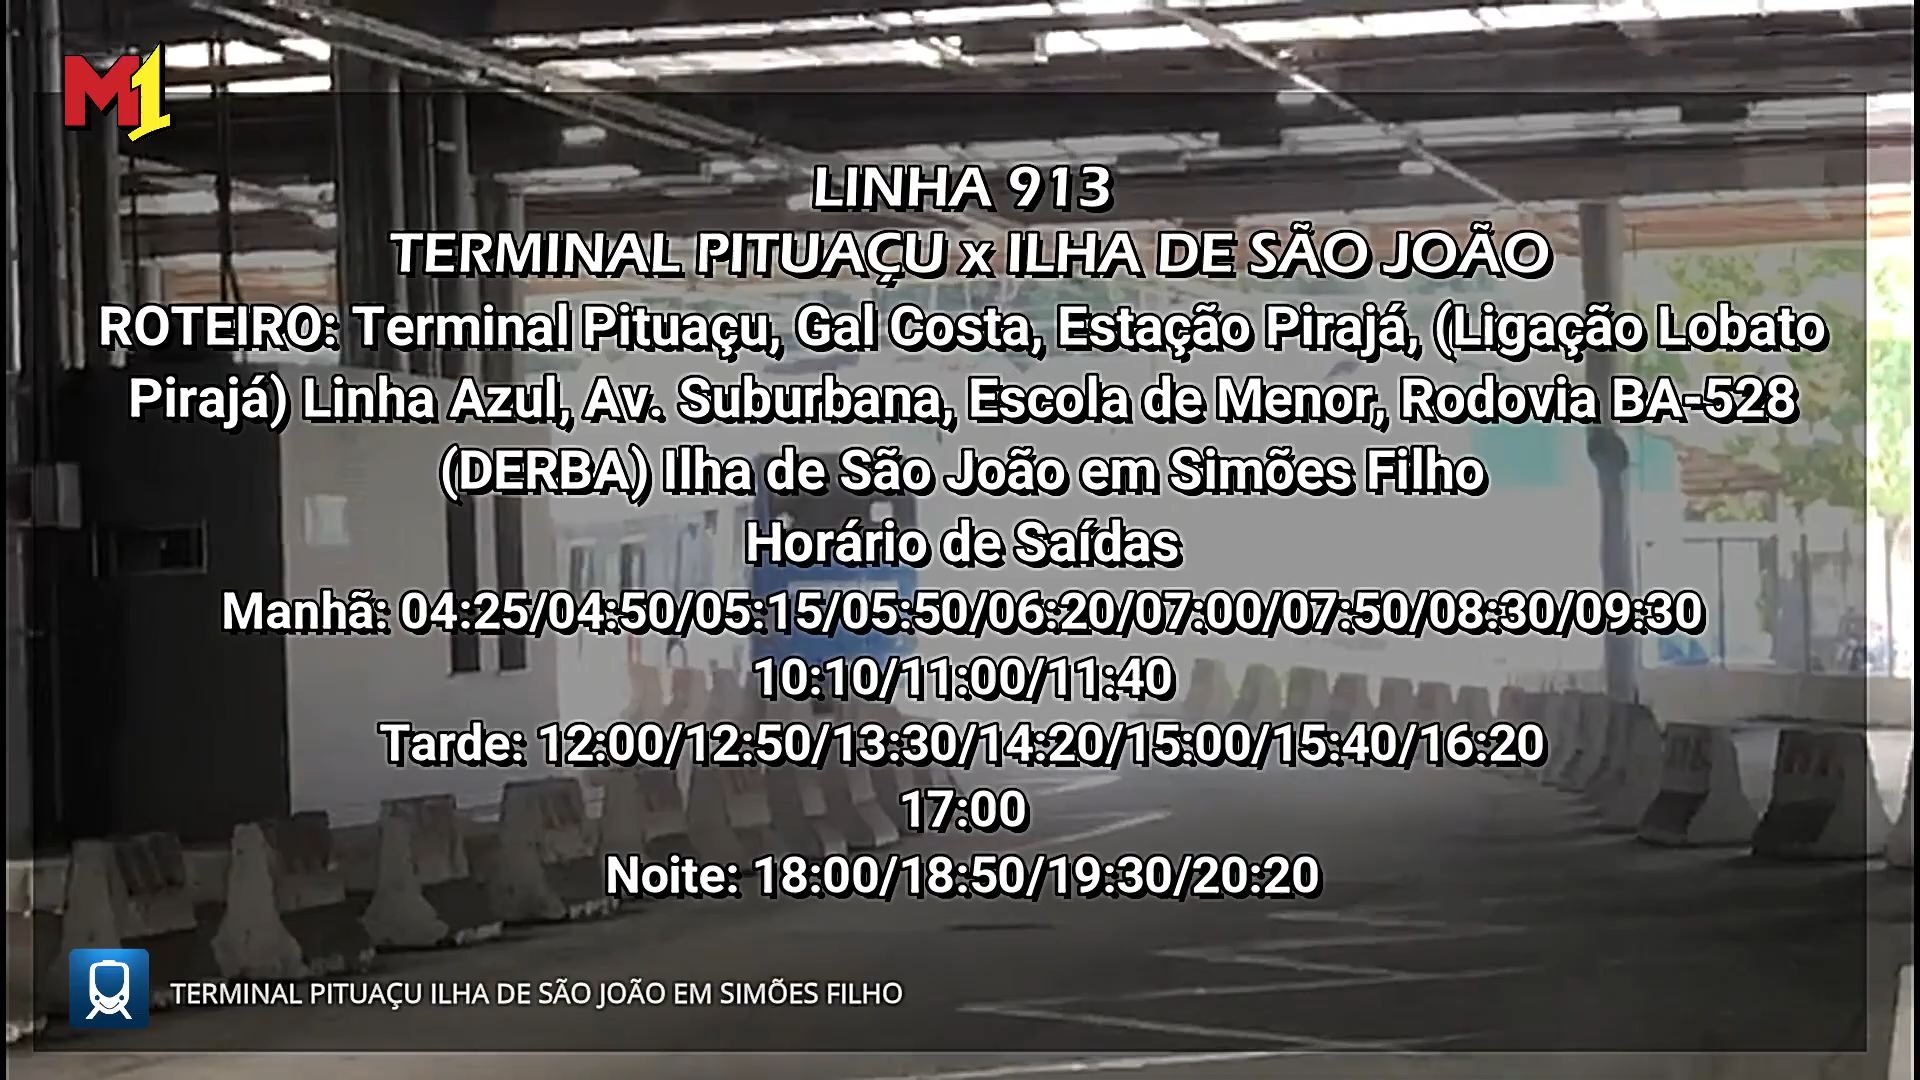 M1
LINHA 913
TERMINAL PITUAÇU x ILHA DE SÃO JOÃO
ROTEIRO: Terminal Pituaçu, Gal Costa, Estação Pirajá, (Ligação Lobato
Pirajá) Linha Azul, Av. Suburbana, Escola de Menor, Rodovia BA-528
(DERBA) Ilha de São João em Simões Filho
Horário de Saídas
Manhã: 04:25/04:50/05:15/05:50/06:20/07:00/07:50/08:30/09:30
10:10/11:00/11:40
Tarde: 12:00/12:50/13:30/14:20/15:00/15:40/16:20
17:00
Noite: 18:00/18:50/19:30/20:20
TERMINAL PITUAÇU ILHA DE SÃO JOÃO EM SIMÕES FILHO